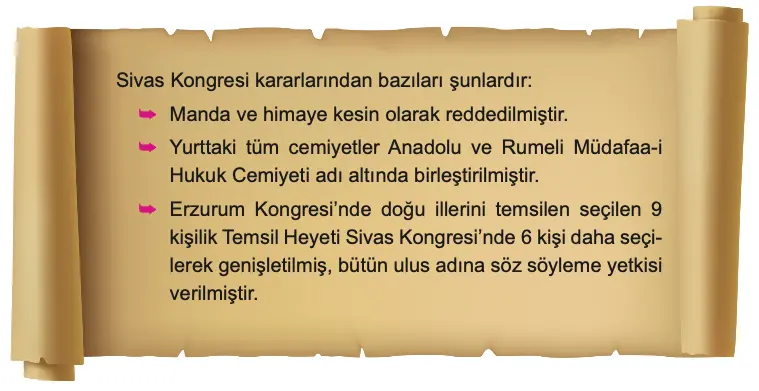 Sivas Kongresi kararlarından bazıları şunlardır:
➥ Manda ve himaye kesin olarak reddedilmiştir.
➥ Yurttaki tüm cemiyetler Anadolu ve Rumeli Müdafaa-i
Hukuk Cemiyeti adı altında birleştirilmiştir.
➥ Erzurum Kongresi’nde doğu illerini temsilen seçilen 9
kişilik Temsil Heyeti Sivas Kongresi’nde 6 kişi daha seçi-
lerek genişletilmiş, bütün ulus adına söz söyleme yetkisi
verilmiştir.